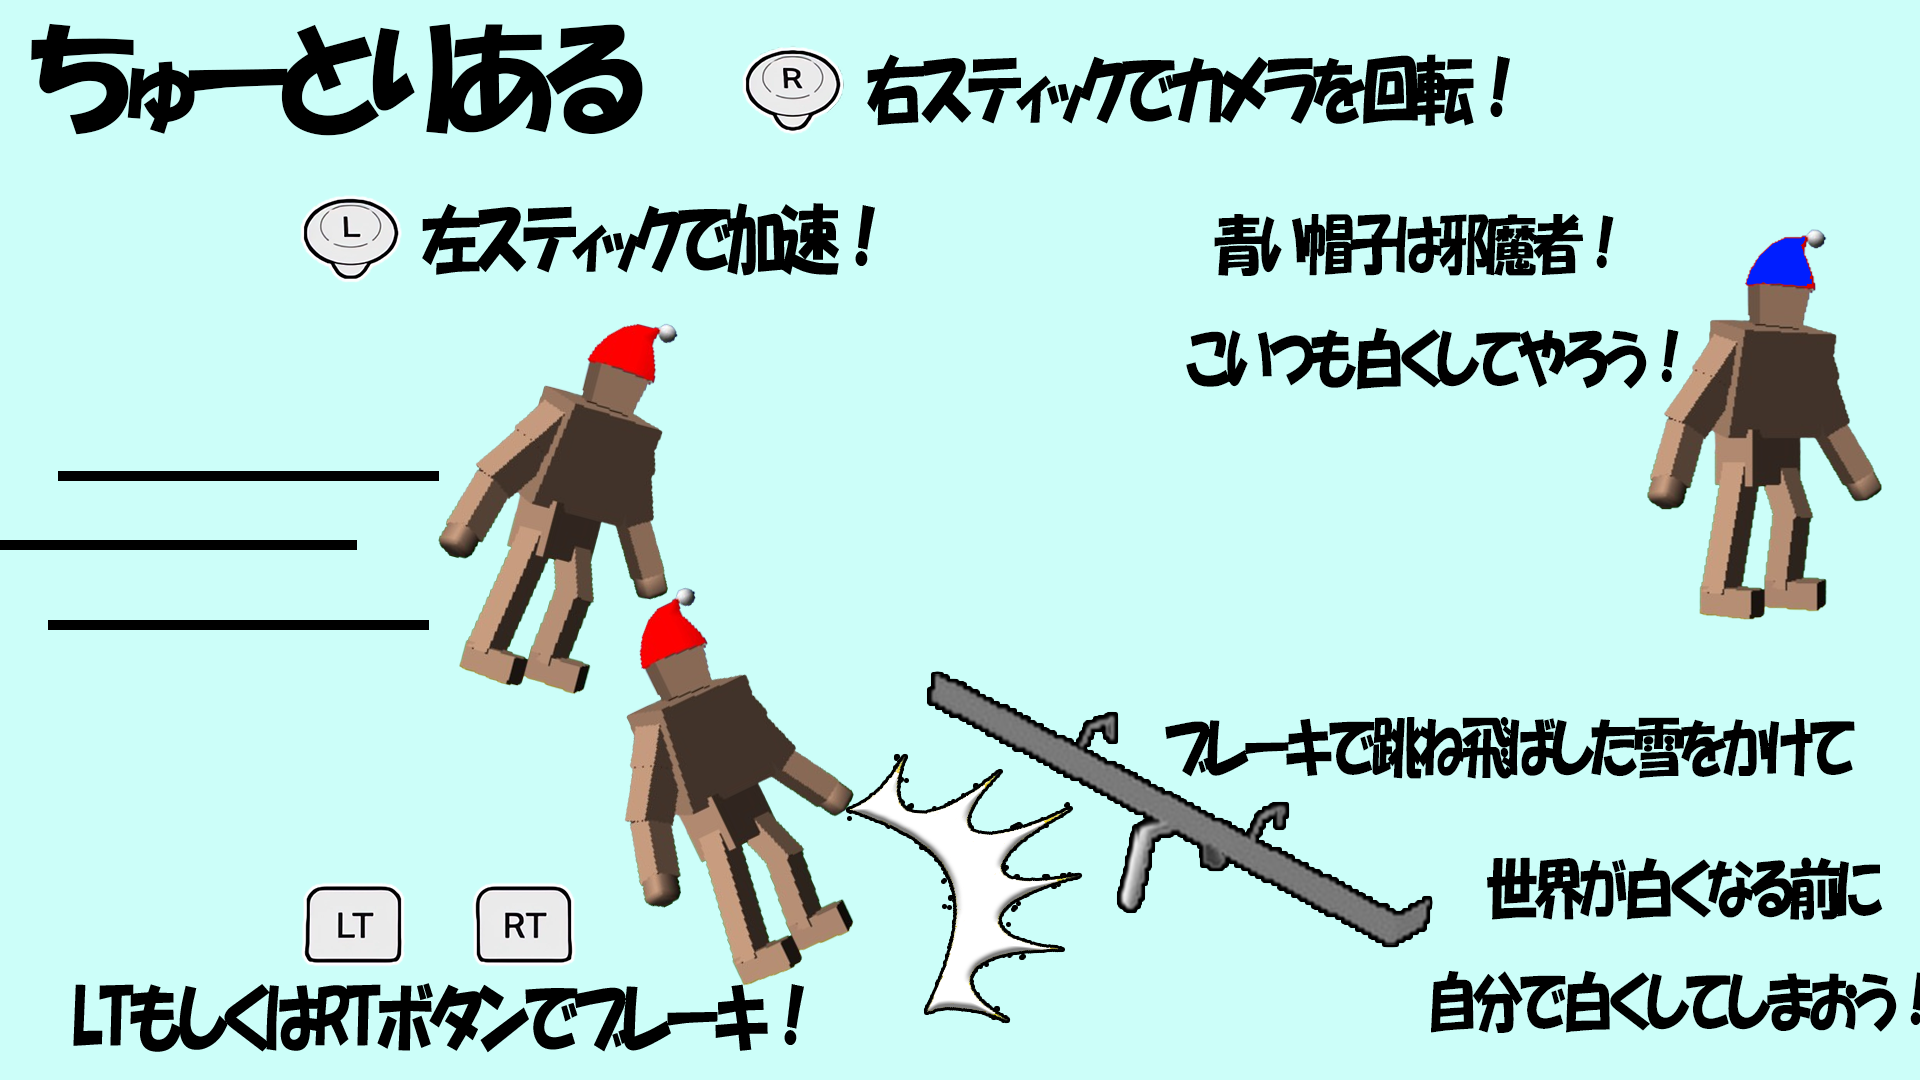 ちゅーとりある
R
右スティックでカメラを回転！
L
左スティックで加速！
青い帽子は邪魔者！
こいつも白くしてやろう！
ブレーキで跳ね飛ばした雪をかけて
世界が白くなる前に
自分で白くしてしまおう！
LT
RT
LTもしくはRTボタンでブレーキ！